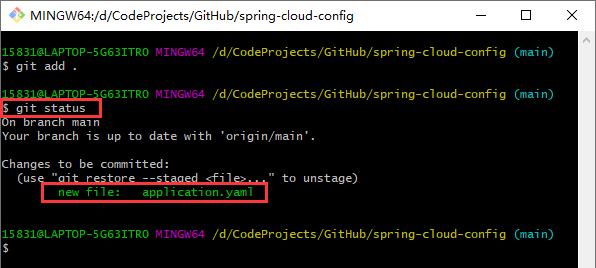 MINGW64:/d/CodeProjects/GitHub/spring-cloud-config
15831@LAPTOP-5G63ITRO MINGW64 /d/CodeProjects/GitHub/spring-cloud-config (main)
$ git add .
15831@LAPTOP-5G63ITRO MINGW64 /d/CodeProjects/GitHub/spring-cloud-config (main)
$ git status
On branch main
Your branch is up to date with 'origin/main'.
Changes to be committed:
(use "git restore --staged <file>..." to unstage)
new file: application.yaml
15831@LAPTOP-5G63ITRO MINGW64 /d/CodeProjects/GitHub/spring-cloud-config (main)
$